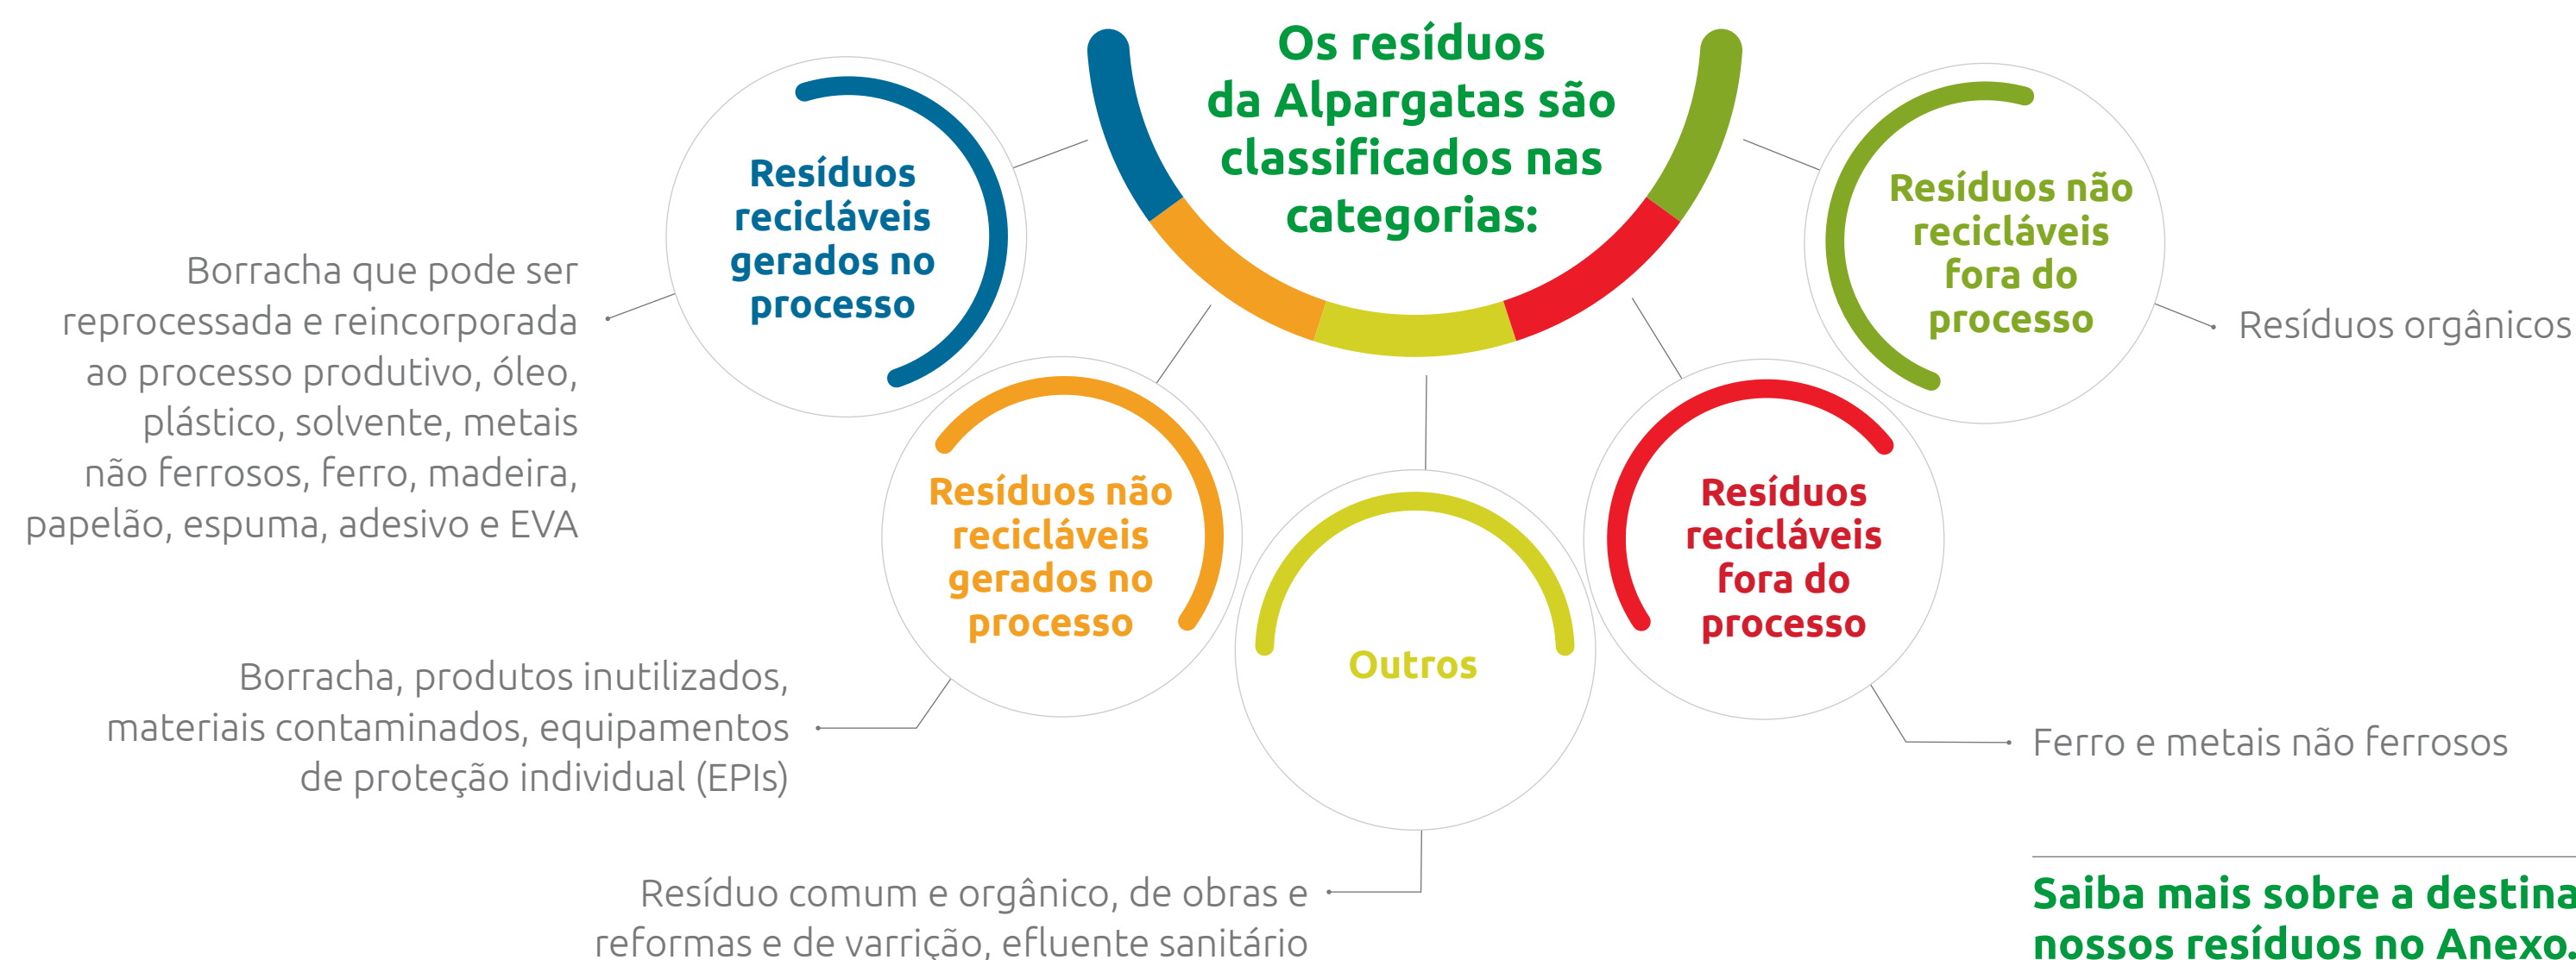 Os resíduos
da Alpargatas são
classificados nas
categorias:
Resíduos
recicláveis
gerados no
processo
Borracha que pode ser
reprocessada e reincorporada
ao processo produtivo, óleo,
plástico, solvente, metais
não ferrosos, ferro, madeira,
papelão, espuma, adesivo e EVA
Resíduos não
recicláveis
gerados no
processo
Borracha, produtos inutilizados,
materiais contaminados, equipamentos
de proteção individual (EPIs)
Outros
Resíduo comum e orgânico, de obras e
reformas e de varrição, efluente sanitário
Resíduos
recicláveis
fora do
processo
Ferro e metais não ferrosos
Resíduos não
recicláveis
fora do
processo
Resíduos orgânicos
Saiba mais sobre a
nossos resíduos no Anexo.